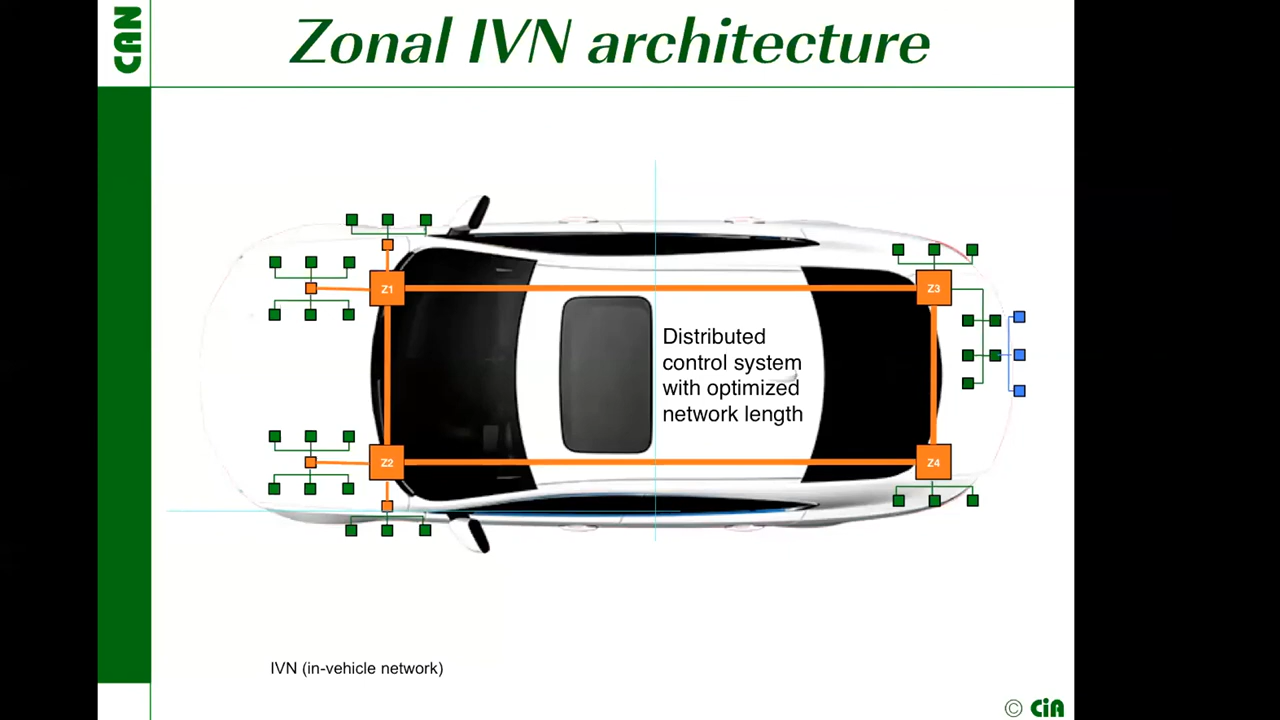 CAN
Zonal IVN architecture
Z1
Z3
Distributed
control system
with optimized
network length
Z2
Z4
IVN (in-vehicle network)
© CiA